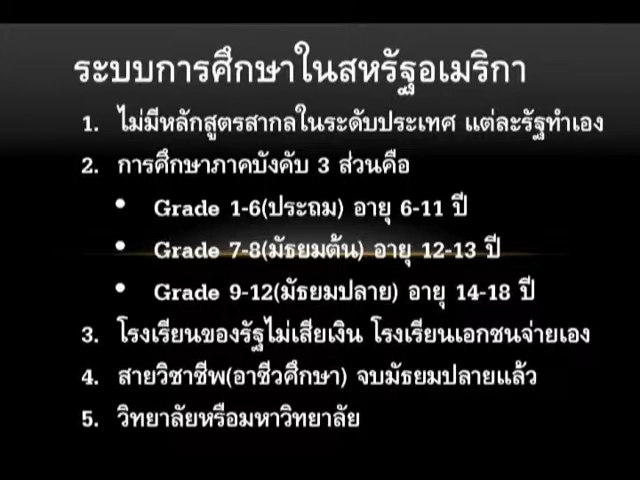 ระบบการศึกษาในสหรัฐอเมริกา
1. ไม่มีหลักสูตรสากลในระดับประเทศ แต่ละรัฐทำเอง
2. การศึกษาภาคบังคับ 3 ส่วนคือ
• Grade 1-6(ประถม) อายุ 6-11 ปี
• Grade 7-8(มัธยมต้น) อายุ 12-13 ปี
• Grade 9-12(มัธยมปลาย) อายุ 14-18 ปี
3. โรงเรียนของรัฐไม่เสียเงิน โรงเรียนเอกชนจ่ายเอง
4. สายวิชาชีพ(อาชีวศึกษา) จบมัธยมปลายแล้ว
5. วิทยาลัยหรือมหาวิทยาลัย